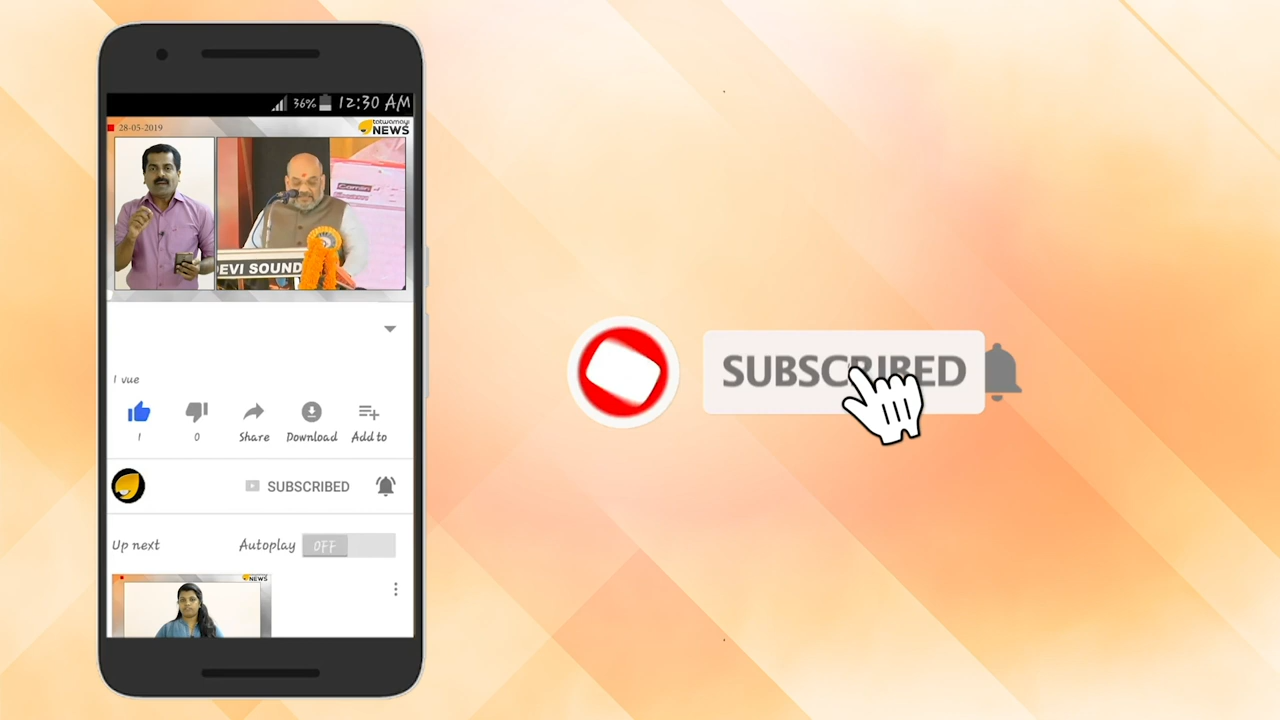 36% 12:30 AM
28-05-2019
tatwamayi
NEWS
DEVI SOUND
1 vue
1
0
Share
Download
Add to
SUBSCRIBED
Up next
Autoplay
OFF
NEWS
SUBSCRIBED